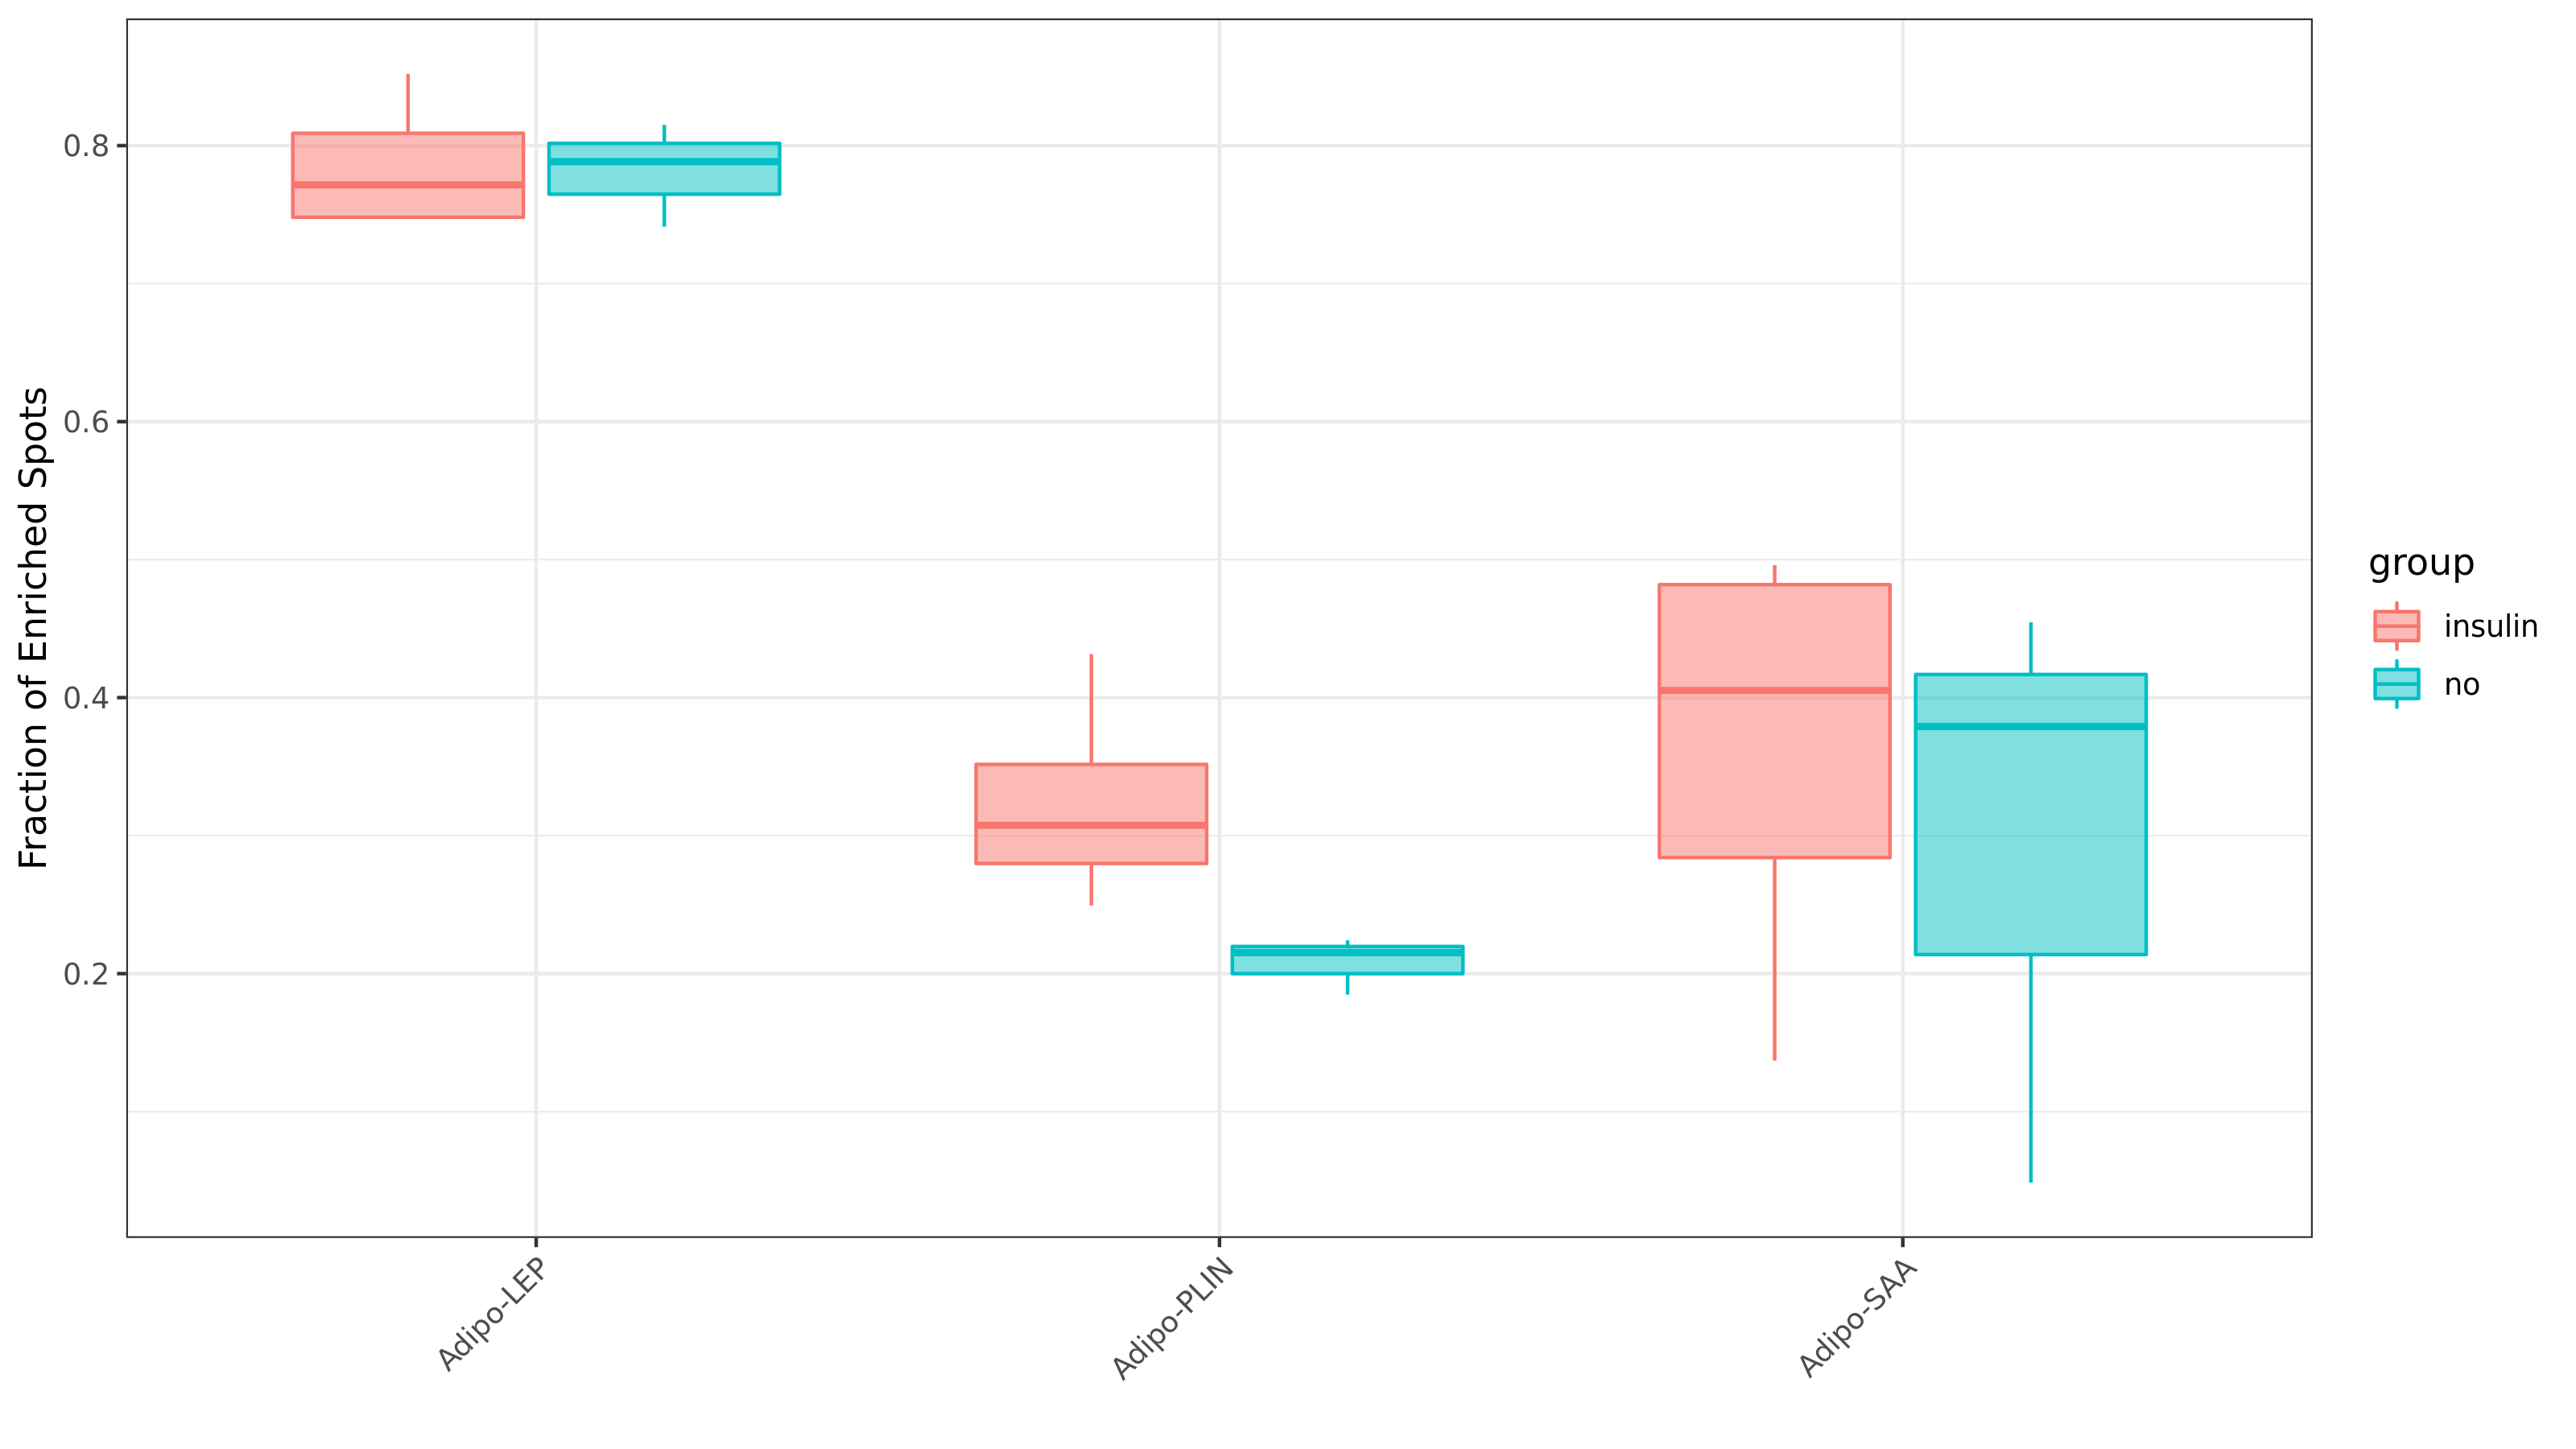 Fraction of Enriched Spots
0.8
0.6
0.4
0.2
Adipo-LEP
Adipo-PLIN
Adipo-SAA
group
insulin
no